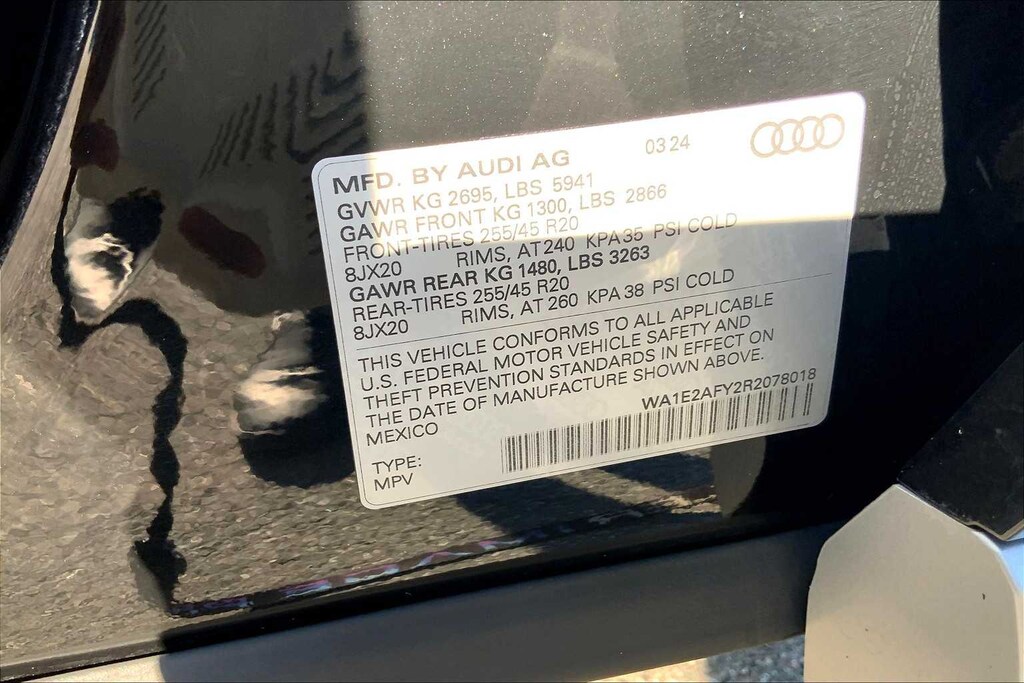 MFD. BY AUDI AG 03 24
GVWR KG 2695, LBS 5941
GAWR FRONT KG 1300, LBS 2866
FRONT-TIRES 255/45 R20
8JX20 RIMS, AT 240 KPA 35 PSI COLD
GAWR REAR KG 1480, LBS 3263
REAR-TIRES 255/45 R20
8JX20 RIMS, AT 260 KPA 38 PSI COLD
THIS VEHICLE CONFORMS TO ALL APPLICABLE
U.S. FEDERAL MOTOR VEHICLE SAFETY AND
THEFT PREVENTION STANDARDS IN EFFECT ON
THE DATE OF MANUFACTURE SHOWN ABOVE.
MEXICO WA1E2AFY2R2078018
TYPE:
MPV